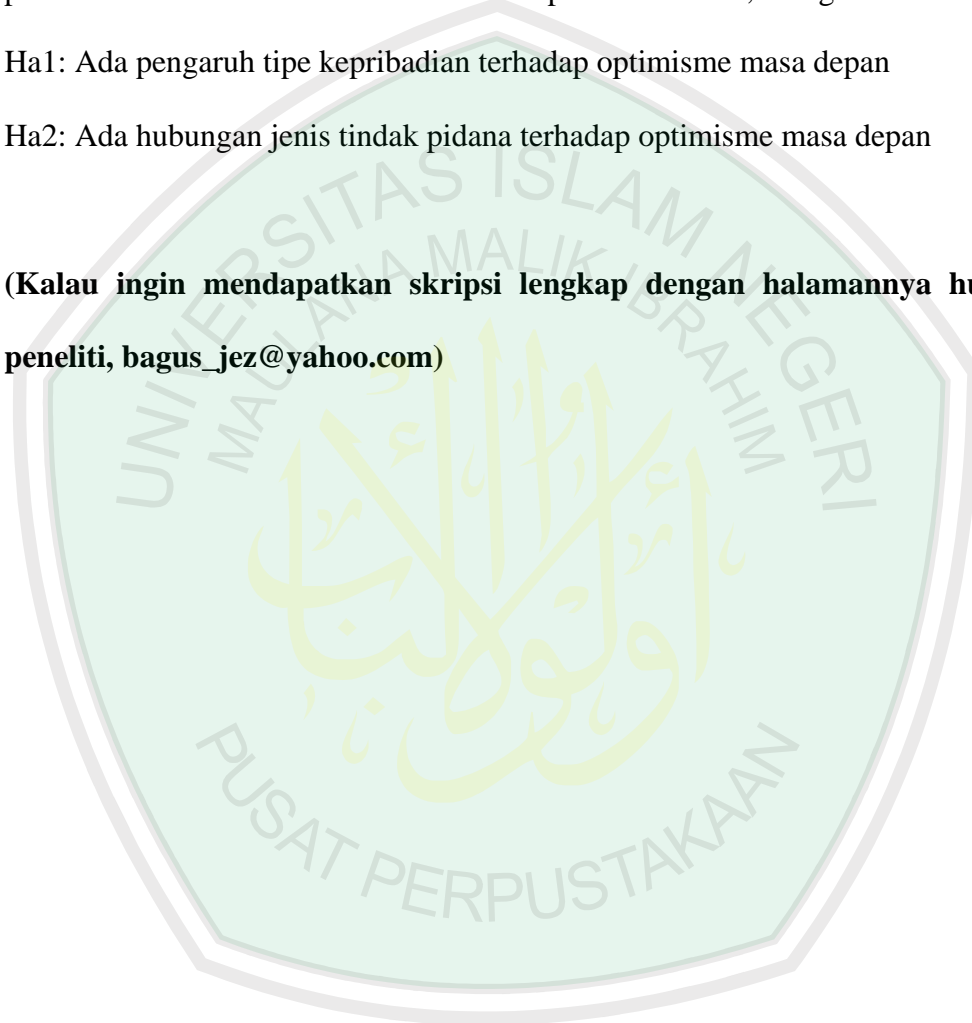 Ha1: Ada pengaruh tipe kepribadian terhadap optimisme masa depan
Ha2: Ada hubungan jenis tindak pidana terhadap optimisme masa depan
(Kalau ingin mendapatkan skripsi lengkap dengan halamannya
peneliti, bagus_jez@yahoo.com)
UNIVERSITAS ISLAM NEGERI
MAULANA MALIK IBRAHIM
أولو الألباب
PUSAT PERPUSTAKAAN